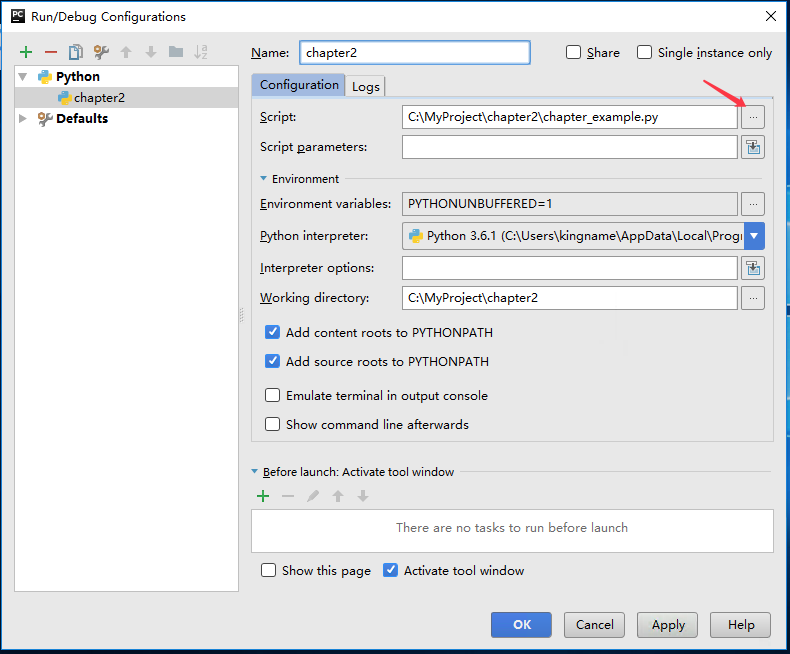 Run/Debug Configurations
Name: chapter2 Share Single instance only
Python
chapter2
Defaults
Configuration Logs
Script: C:\MyProject\chapter2\chapter_example.py ...
Script parameters:
Environment
Environment variables: PYTHONUNBUFFERED=1 ...
Python interpreter: Python 3.6.1 (C:\Users\kingname\AppData\Local\Progr
Interpreter options:
Working directory: C:\MyProject\chapter2 ...
Add content roots to PYTHONPATH
Add source roots to PYTHONPATH
Emulate terminal in output console
Show command line afterwards
Before launch: Activate tool window
There are no tasks to run before launch
Show this page Activate tool window
OK Cancel Apply Help